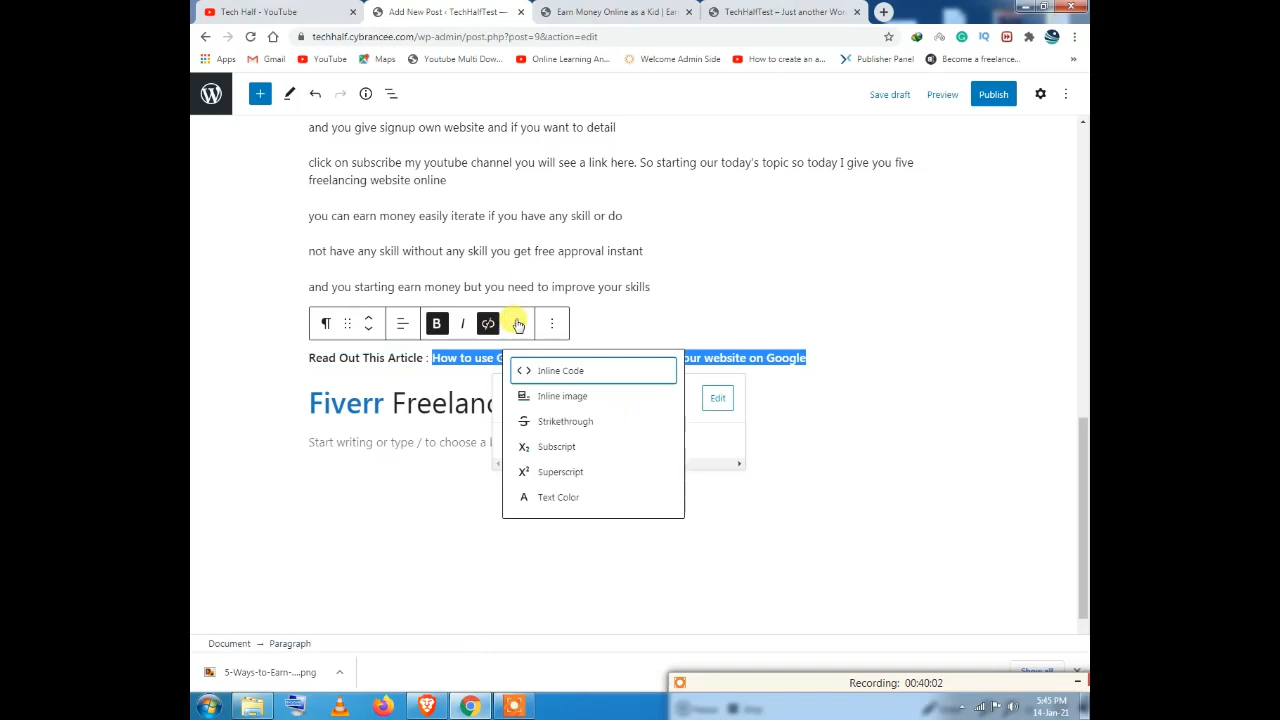 Tech Half - YouTube
Add New Post ‹ TechHalfTest —
Earn Money Online as a Kid | Earn
TechHalfTest – Just another Wor
techhalf.cybrancee.com/wp-admin/post.php?post=9&action=edit
Apps
Gmail
YouTube
Maps
Youtube Multi Dow...
Online Learning An...
Welcome Admin Side
How to create an a...
Publisher Panel
Become a freelance...
Save draft
Preview
Publish
and you give signup own website and if you want to detail
click on subscribe my youtube channel you will see a link here. So starting our today's topic so today I give you five
freelancing website online
you can earn money easily iterate if you have any skill or do
not have any skill without any skill you get free approval instant
and you starting earn money but you need to improve your skills
B I
Read Out This Article : How to use G our website on Google
Inline Code
Inline image
Strikethrough
Subscript
Superscript
Text Color
Edit
Fiverr Freelan
Start writing or type / to choose a b
Document → Paragraph
5-Ways-to-Earn-....png
Show all
Recording: 00:40:02
5:45 PM
14-Jan-21